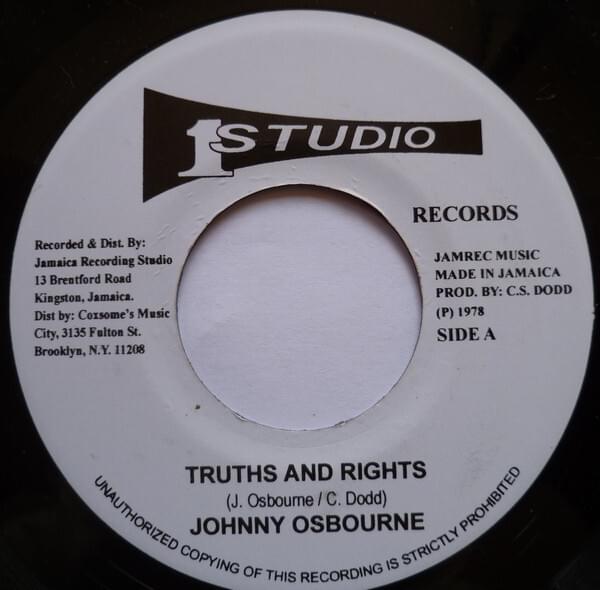 1 STUDIO
RECORDS
Recorded & Dist. By:
Jamaica Recording Studio
13 Brentford Road
Kingston, Jamaica.
Dist by: Coxsome's Music
City, 3135 Fulton St.
Brooklyn, N.Y. 11208
JAMREC MUSIC
MADE IN JAMAICA
PROD. BY: C.S. DODD
(P) 1978
SIDE A
TRUTHS AND RIGHTS
(J. Osbourne / C. Dodd)
JOHNNY OSBOURNE
UNAUTHORIZED COPYING OF THIS RECORDING IS STRICTLY PROHIBITED